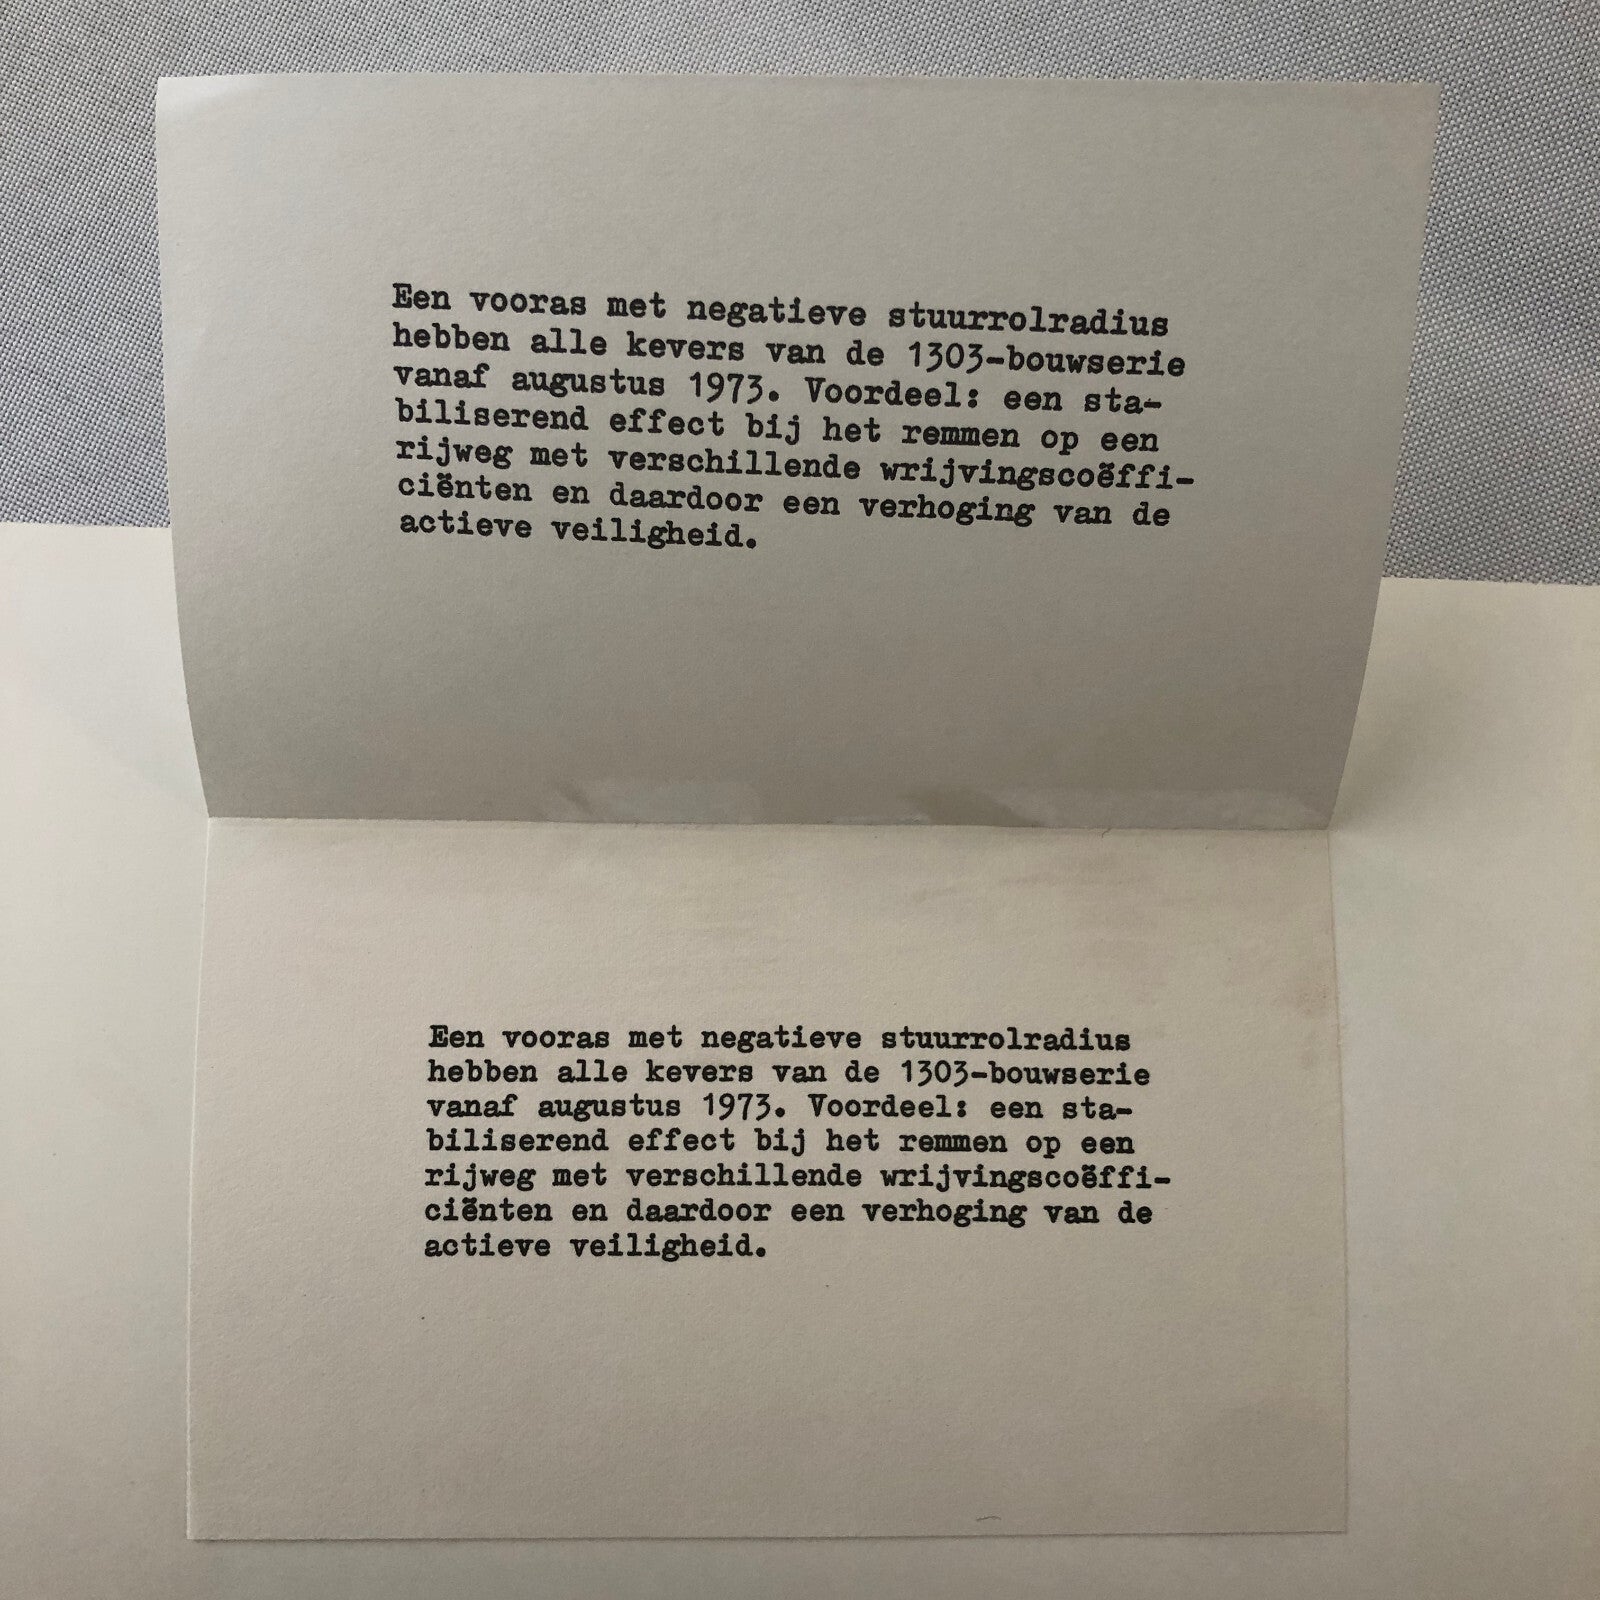 Een vooras met negatieve stuurrolradius
hebben alle kevers van de 1303-bouwserie
vanaf augustus 1973. Voordeel: een sta-
biliserend effect bij het remmen op een
rijweg met verschillende wrijvingscoëffi-
ciënten en daardoor een verhoging van de
actieve veiligheid.
Een vooras met negatieve stuurrolradius
hebben alle kevers van de 1303-bouwserie
vanaf augustus 1973. Voordeel: een sta-
biliserend effect bij het remmen op een
rijweg met verschillende wrijvingscoëffi-
ciënten en daardoor een verhoging van de
actieve veiligheid.